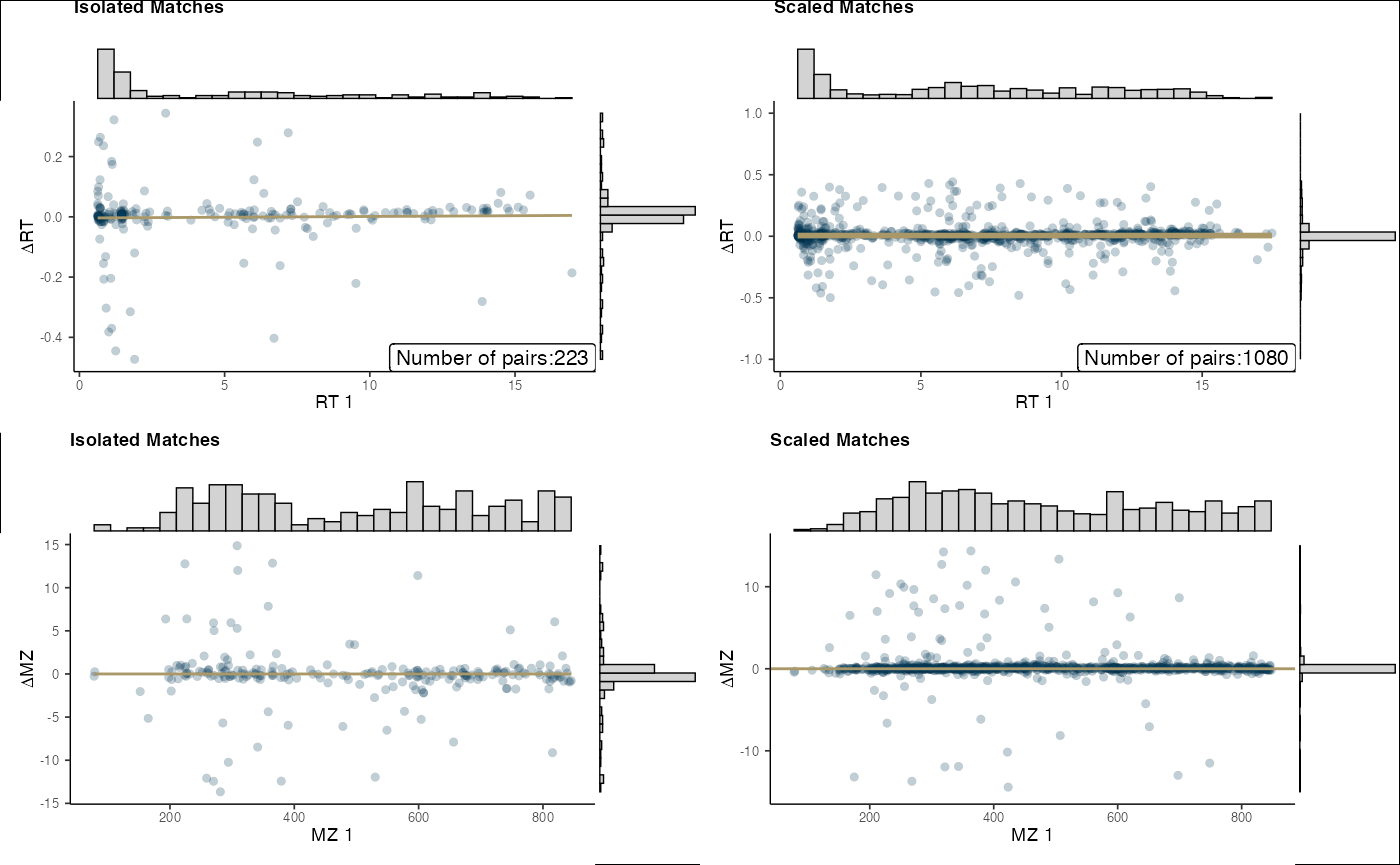 Isolated Matches
0.2
0.0
-0.2
-0.4
ΔRT
0
5
10
15
RT 1
Number of pairs:223
Scaled Matches
1.0
0.5
0.0
-0.5
-1.0
ΔRT
0
5
10
15
RT 1
Number of pairs:1080
Isolated Matches
15
10
5
0
-5
-10
-15
ΔMZ
200
400
600
800
MZ 1
Scaled Matches
10
0
-10
ΔMZ
200
400
600
800
MZ 1